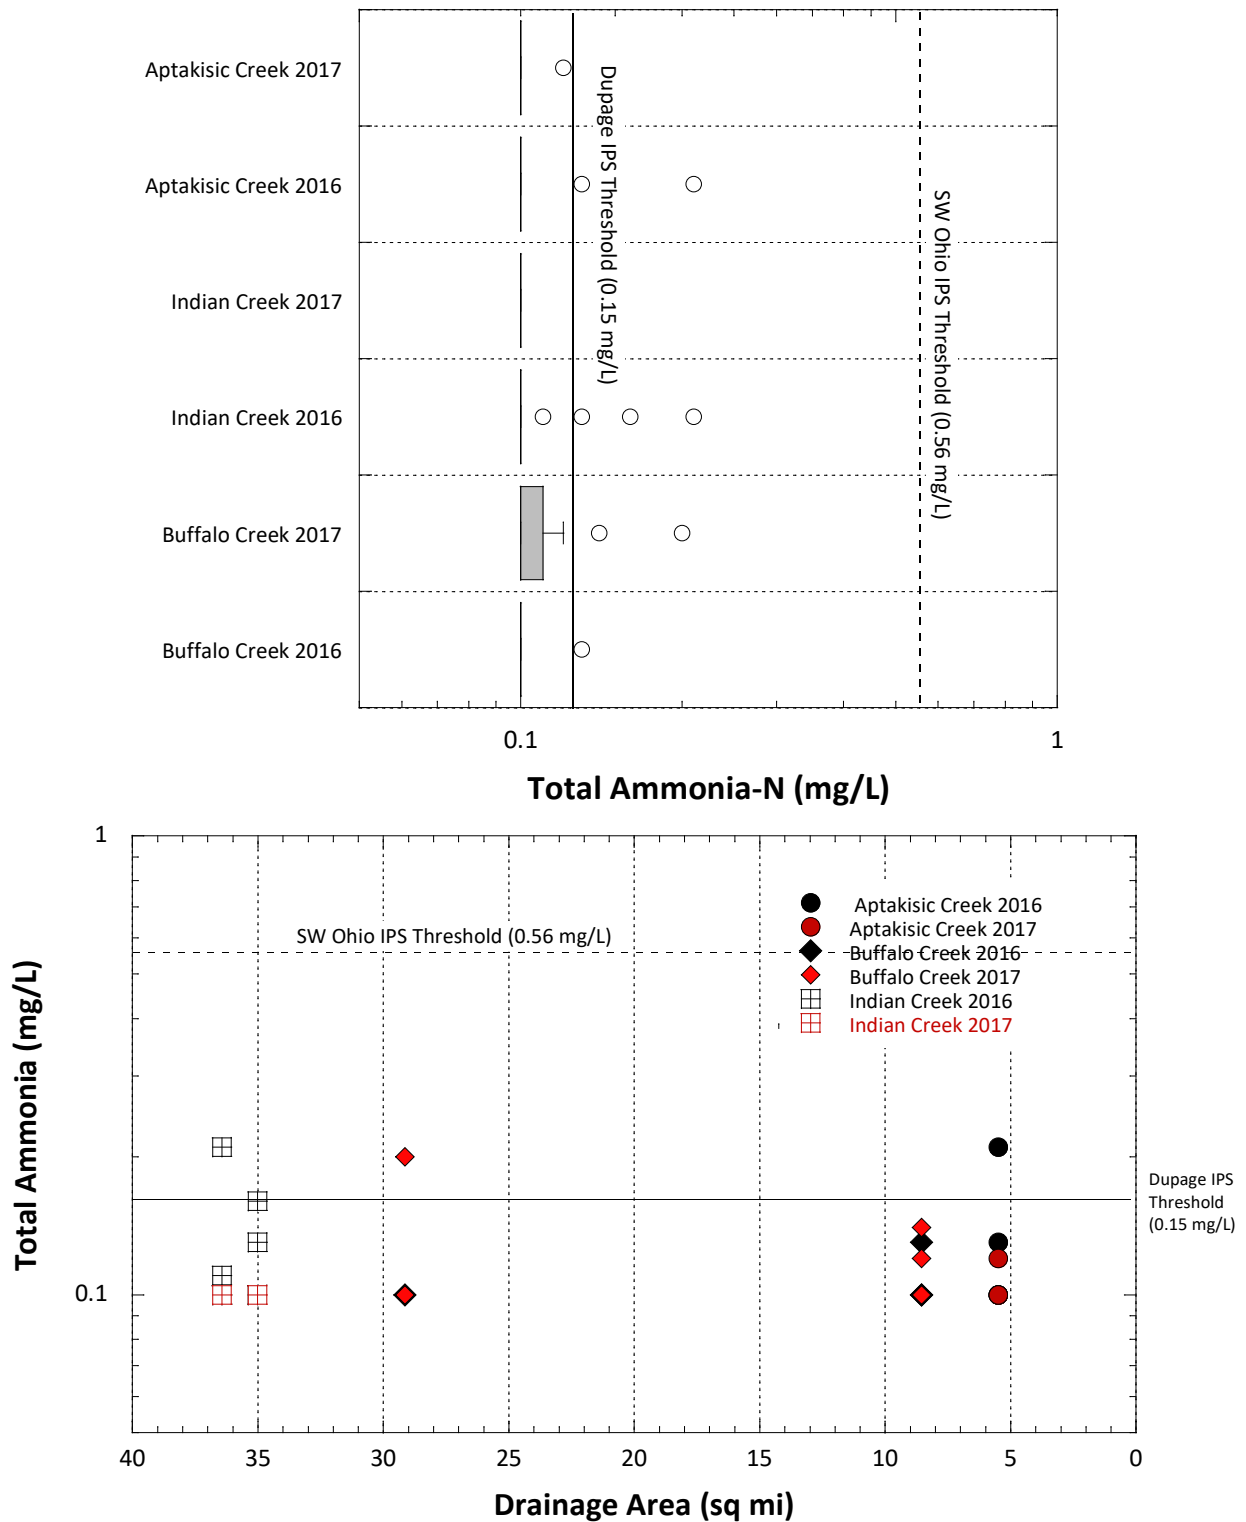 Aptakisic Creek 2017
Aptakisic Creek 2016
Indian Creek 2017
Indian Creek 2016
Buffalo Creek 2017
Buffalo Creek 2016
Dupage IPS
Threshold (0.15 mg/L)
SW Ohio IPS Threshold (0.56 mg/L)
0.1
1
Total Ammonia-N (mg/L)
1
0.1
Total Ammonia (mg/L)
SW Ohio IPS Threshold (0.56 mg/L)
Aptakisic Creek 2016
Aptakisic Creek 2017
Buffalo Creek 2016
Buffalo Creek 2017
Indian Creek 2016
Indian Creek 2017
Dupage IPS
Threshold
(0.15 mg/L)
40
35
30
25
20
15
10
5
0
Drainage Area (sq mi)